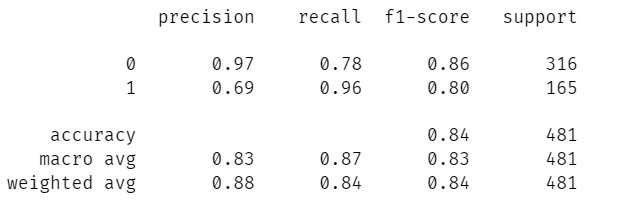 precision recall f1-score support
0 0.97 0.78 0.86 316
1 0.69 0.96 0.80 165
accuracy 0.84 481
macro avg 0.83 0.87 0.83 481
weighted avg 0.88 0.84 0.84 481